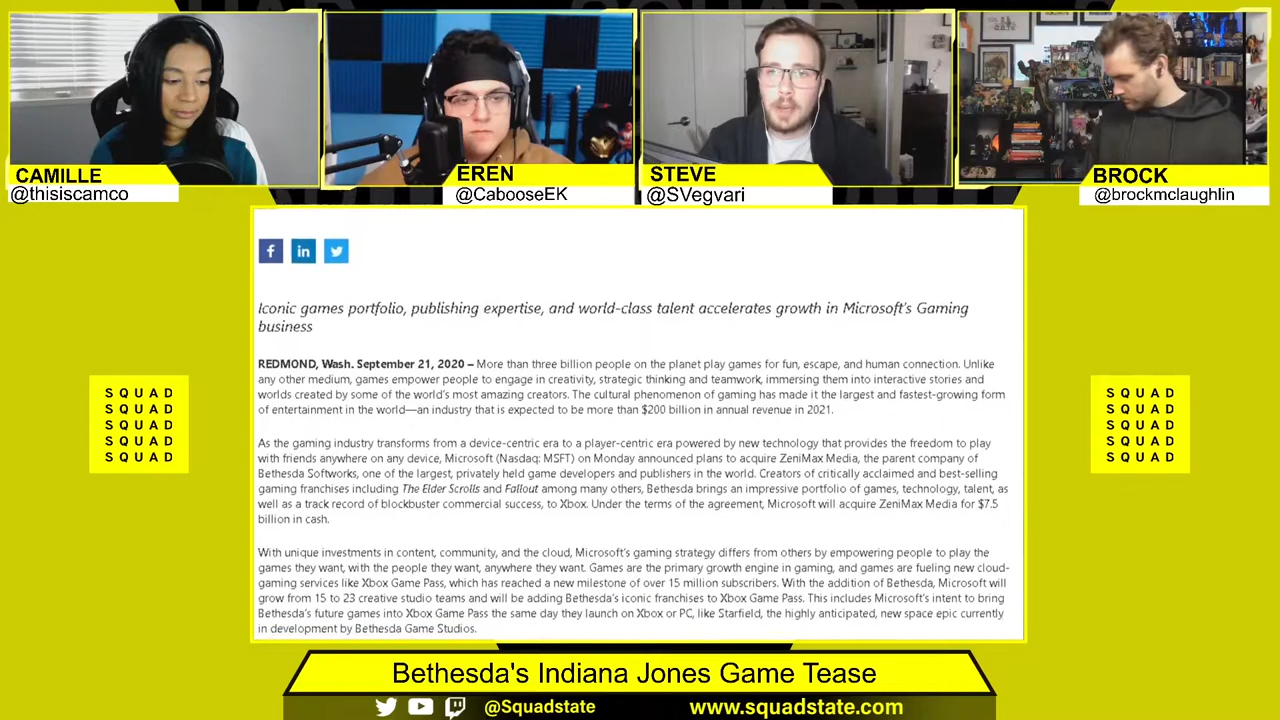 CAMILLE
@thisiscamco
EREN
@CabooseEK
STEVE
@SVegvari
BROCK
@brockmclaughlin
f in
Iconic games portfolio, publishing expertise, and world-class talent accelerates growth in Microsoft's Gaming
business
REDMOND, Wash. September 21, 2020 – More than three billion people on the planet play games for fun, escape, and human connection. Unlike
any other medium, games empower people to engage in creativity, strategic thinking and teamwork, immersing them into interactive stories and
worlds created by some of the world's most amazing creators. The cultural phenomenon of gaming has made it the largest and fastest-growing form
of entertainment in the world—an industry that is expected to be more than $200 billion in annual revenue in 2021.
As the gaming industry transforms from a device-centric era to a player-centric era powered by new technology that provides the freedom to play
with friends anywhere on any device, Microsoft (Nasdaq: MSFT) on Monday announced plans to acquire ZeniMax Media, the parent company of
Bethesda Softworks, one of the largest, privately held game developers and publishers in the world. Creators of critically acclaimed and best-selling
gaming franchises including The Elder Scrolls and Fallout among many others, Bethesda brings an impressive portfolio of games, technology, talent, as
well as a track record of blockbuster commercial success, to Xbox. Under the terms of the agreement, Microsoft will acquire ZeniMax Media for $7.5
billion in cash.
With unique investments in content, community, and the cloud, Microsoft's gaming strategy differs from others by empowering people to play the
games they want, with the people they want, anywhere they want. Games are the primary growth engine in gaming, and games are fueling new cloud-
gaming services like Xbox Game Pass, which has reached a new milestone of over 15 million subscribers. With the addition of Bethesda, Microsoft will
grow from 15 to 23 creative studio teams and will be adding Bethesda's iconic franchises to Xbox Game Pass. This includes Microsoft's intent to bring
Bethesda's future games into Xbox Game Pass the same day they launch on Xbox or PC, like Starfield, the highly anticipated, new space epic currently
in development by Bethesda Game Studios.
SQUAD
SQUAD
SQUAD
SQUAD
SQUAD
SQUAD
SQUAD
SQUAD
SQUAD
SQUAD
Bethesda's Indiana Jones Game Tease
@Squadstate
www.squadstate.com